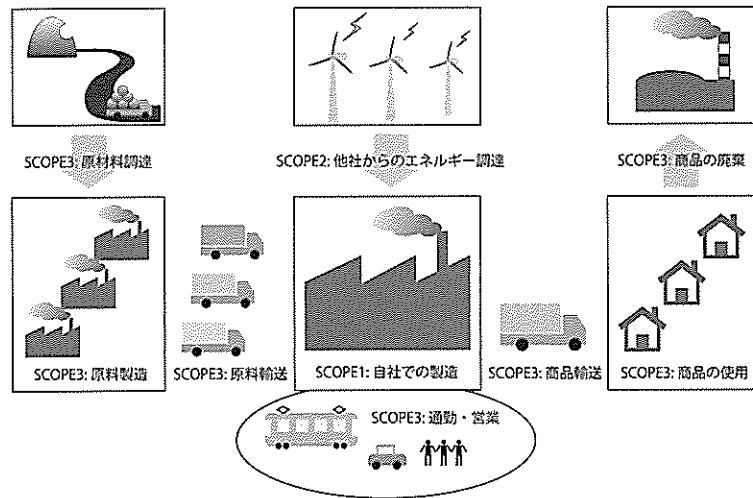 SCOPE3: 原材料調達
SCOPE2: 他社からのエネルギー調達
SCOPE3: 商品の廃棄
SCOPE3: 原料製造
SCOPE3: 原料輸送
SCOPE1: 自社での製造
SCOPE3: 商品輸送
SCOPE3: 商品の使用
SCOPE3: 通勤・営業